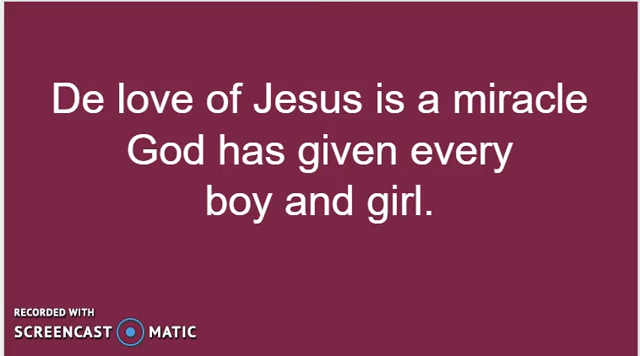 De love of Jesus is a miracle
God has given every
boy and girl.
RECORDED WITH
SCREENCAST MATIC